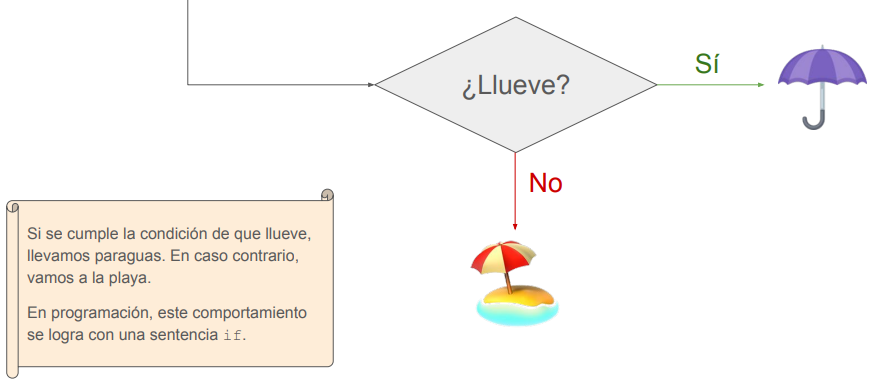 ¿Llueve?
Sí
No
Si se cumple la condición de que llueve,
llevamos paraguas. En caso contrario,
vamos a la playa.
En programación, este comportamiento
se logra con una sentencia if.